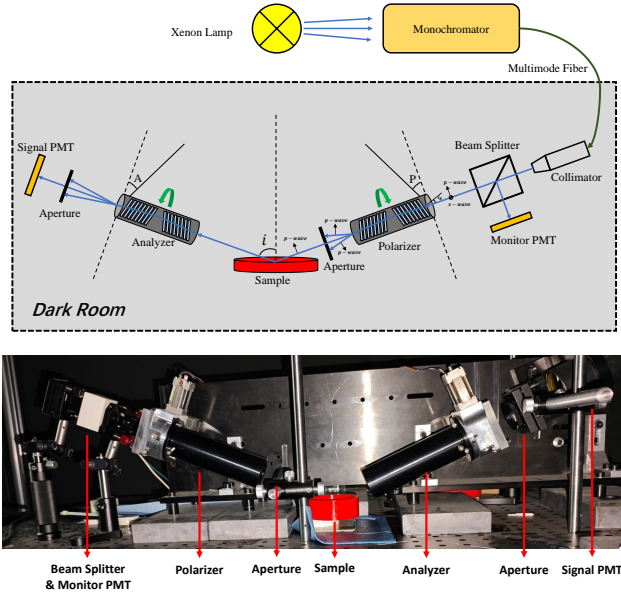 Xenon Lamp
Monochromator
Multimode Fiber
Beam Splitter
Signal PMT
A
P
p-wave
s-wave
Collimator
Aperture
Analyzer
i
p-wave
p-wave
p-wave
Polarizer
Aperture
Monitor PMT
Sample
Dark Room
Beam Splitter
& Monitor PMT
Polarizer
Aperture
Sample
Analyzer
Aperture
Signal PMT